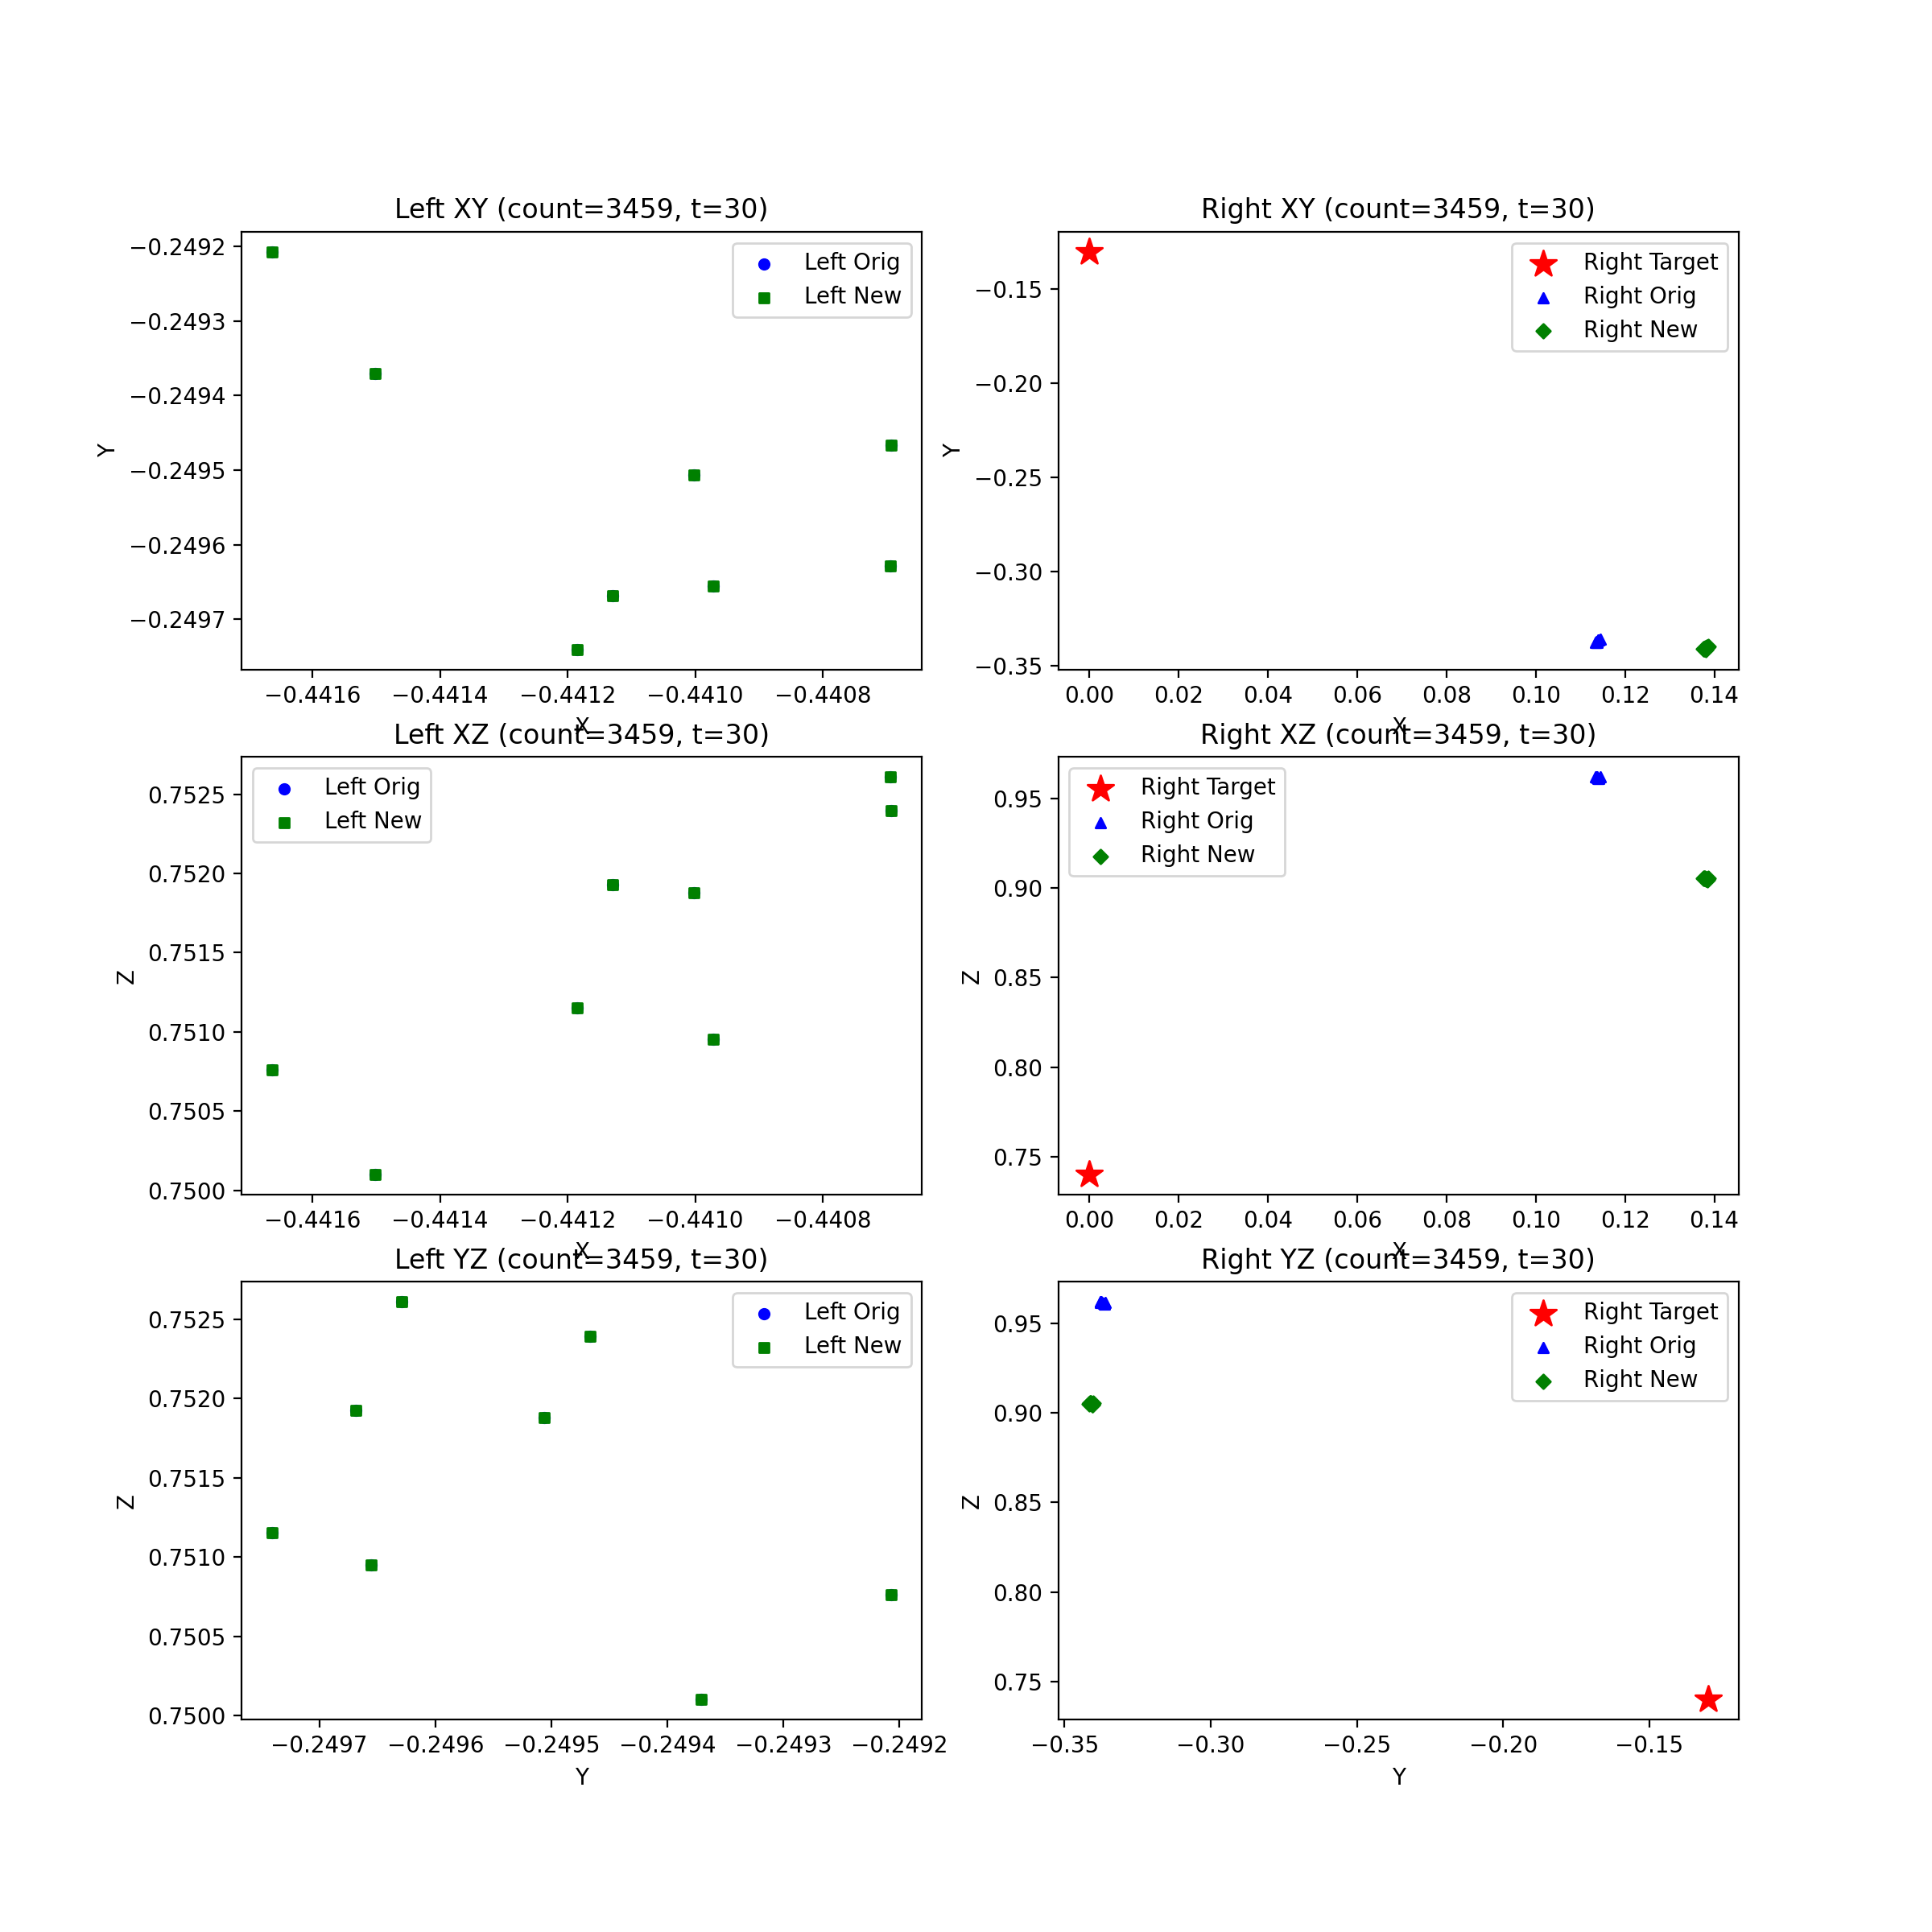 Left XY (count=3459, t=30)
−0.2492
−0.2493
−0.2494
−0.2495
−0.2496
−0.2497
Y
Left Orig
Left New
−0.4416
−0.4414
−0.4412
−0.4410
−0.4408
X
Right XY (count=3459, t=30)
−0.15
−0.20
−0.25
−0.30
−0.35
Y
Right Target
Right Orig
Right New
0.00
0.02
0.04
0.06
0.08
0.10
0.12
0.14
X
Left XZ (count=3459, t=30)
0.7525
0.7520
0.7515
0.7510
0.7505
0.7500
Z
Left Orig
Left New
−0.4416
−0.4414
−0.4412
−0.4410
−0.4408
X
Right XZ (count=3459, t=30)
0.95
0.90
0.85
0.80
0.75
Z
Right Target
Right Orig
Right New
0.00
0.02
0.04
0.06
0.08
0.10
0.12
0.14
X
Left YZ (count=3459, t=30)
0.7525
0.7520
0.7515
0.7510
0.7505
0.7500
Z
Left Orig
Left New
−0.2497
−0.2496
−0.2495
−0.2494
−0.2493
−0.2492
Y
Right YZ (count=3459, t=30)
0.95
0.90
0.85
0.80
0.75
Z
Right Target
Right Orig
Right New
−0.35
−0.30
−0.25
−0.20
−0.15
Y